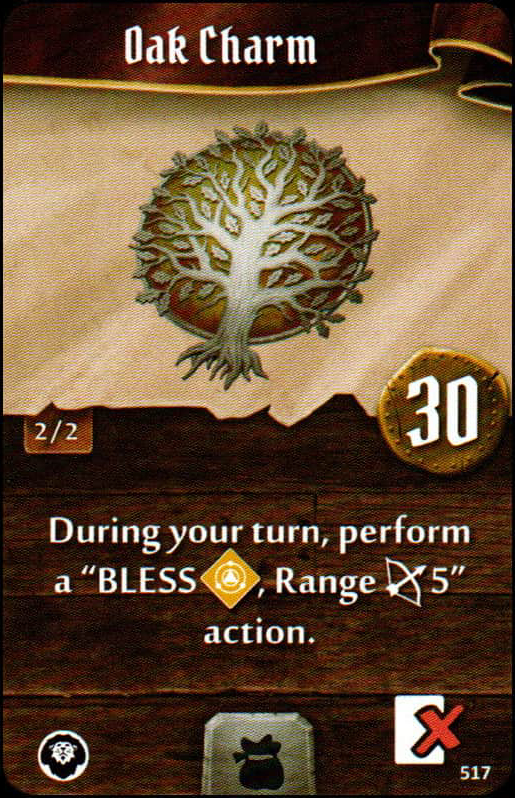 Oak Charm
30
2/2
During your turn, perform
a “BLESS , Range 5”
action.
517